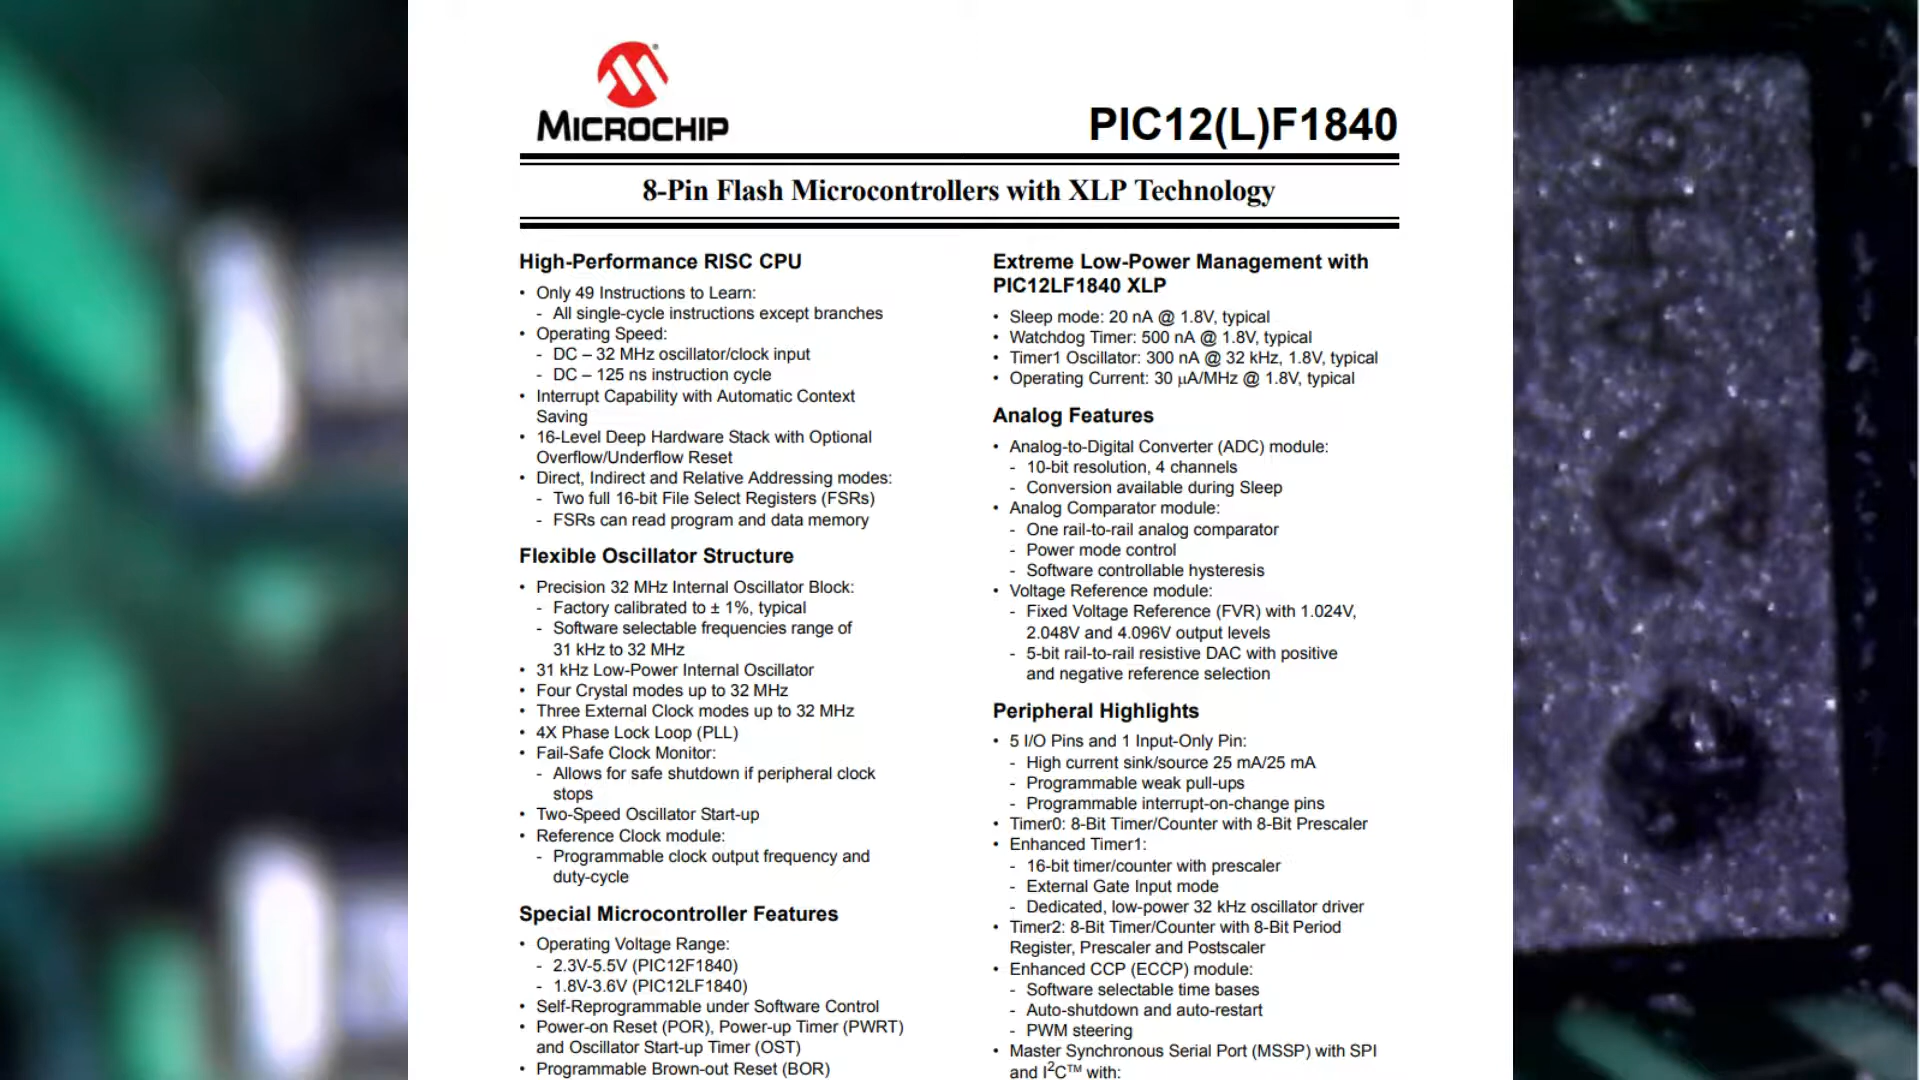 MICROCHIP
PIC12(L)F1840
8-Pin Flash Microcontrollers with XLP Technology
High-Performance RISC CPU
• Only 49 Instructions to Learn:
- All single-cycle instructions except branches
• Operating Speed:
- DC – 32 MHz oscillator/clock input
- DC – 125 ns instruction cycle
• Interrupt Capability with Automatic Context
Saving
• 16-Level Deep Hardware Stack with Optional
Overflow/Underflow Reset
• Direct, Indirect and Relative Addressing modes:
- Two full 16-bit File Select Registers (FSRs)
- FSRs can read program and data memory
Flexible Oscillator Structure
• Precision 32 MHz Internal Oscillator Block:
- Factory calibrated to ± 1%, typical
- Software selectable frequencies range of
31 kHz to 32 MHz
• 31 kHz Low-Power Internal Oscillator
• Four Crystal modes up to 32 MHz
• Three External Clock modes up to 32 MHz
• 4X Phase Lock Loop (PLL)
• Fail-Safe Clock Monitor:
- Allows for safe shutdown if peripheral clock
stops
• Two-Speed Oscillator Start-up
• Reference Clock module:
- Programmable clock output frequency and
duty-cycle
Special Microcontroller Features
• Operating Voltage Range:
- 2.3V-5.5V (PIC12F1840)
- 1.8V-3.6V (PIC12LF1840)
• Self-Reprogrammable under Software Control
• Power-on Reset (POR), Power-up Timer (PWRT)
and Oscillator Start-up Timer (OST)
• Programmable Brown-out Reset (BOR)
Extreme Low-Power Management with
PIC12LF1840 XLP
• Sleep mode: 20 nA @ 1.8V, typical
• Watchdog Timer: 500 nA @ 1.8V, typical
• Timer1 Oscillator: 300 nA @ 32 kHz, 1.8V, typical
• Operating Current: 30 μA/MHz @ 1.8V, typical
Analog Features
• Analog-to-Digital Converter (ADC) module:
- 10-bit resolution, 4 channels
- Conversion available during Sleep
• Analog Comparator module:
- One rail-to-rail analog comparator
- Power mode control
- Software controllable hysteresis
• Voltage Reference module:
- Fixed Voltage Reference (FVR) with 1.024V,
2.048V and 4.096V output levels
- 5-bit rail-to-rail resistive DAC with positive
and negative reference selection
Peripheral Highlights
• 5 I/O Pins and 1 Input-Only Pin:
- High current sink/source 25 mA/25 mA
- Programmable weak pull-ups
- Programmable interrupt-on-change pins
• Timer0: 8-Bit Timer/Counter with 8-Bit Prescaler
• Enhanced Timer1:
- 16-bit timer/counter with prescaler
- External Gate Input mode
- Dedicated, low-power 32 kHz oscillator driver
• Timer2: 8-Bit Timer/Counter with 8-Bit Period
Register, Prescaler and Postscaler
• Enhanced CCP (ECCP) module:
- Software selectable time bases
- Auto-shutdown and auto-restart
- PWM steering
• Master Synchronous Serial Port (MSSP) with SPI
and I2C™ with: